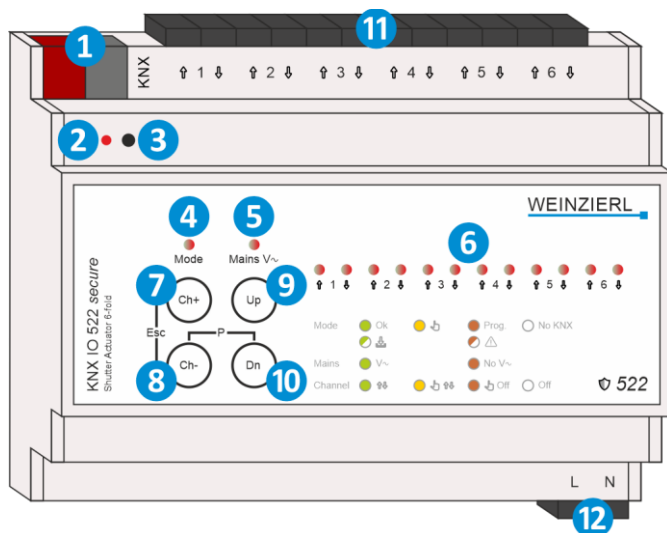 1
11
KNX
⇧ 1 ⇩ ⇧ 2 ⇩ ⇧ 3 ⇩ ⇧ 4 ⇩ ⇧ 5 ⇩ ⇧ 6 ⇩
2
3
WEINZIERL
4
5
6
Mode
Mains V~
7
Ch+
Up
9
⇧ 1 ⇩ ⇧ 2 ⇩ ⇧ 3 ⇩ ⇧ 4 ⇩ ⇧ 5 ⇩ ⇧ 6 ⇩
KNX IO 522 secure
Shutter Actuator 6-fold
Esc
P
8
Ch-
Dn
10
Mode Ok Prog. No KNX
Mains V~ No V~
Channel Off Off
522
L N
12